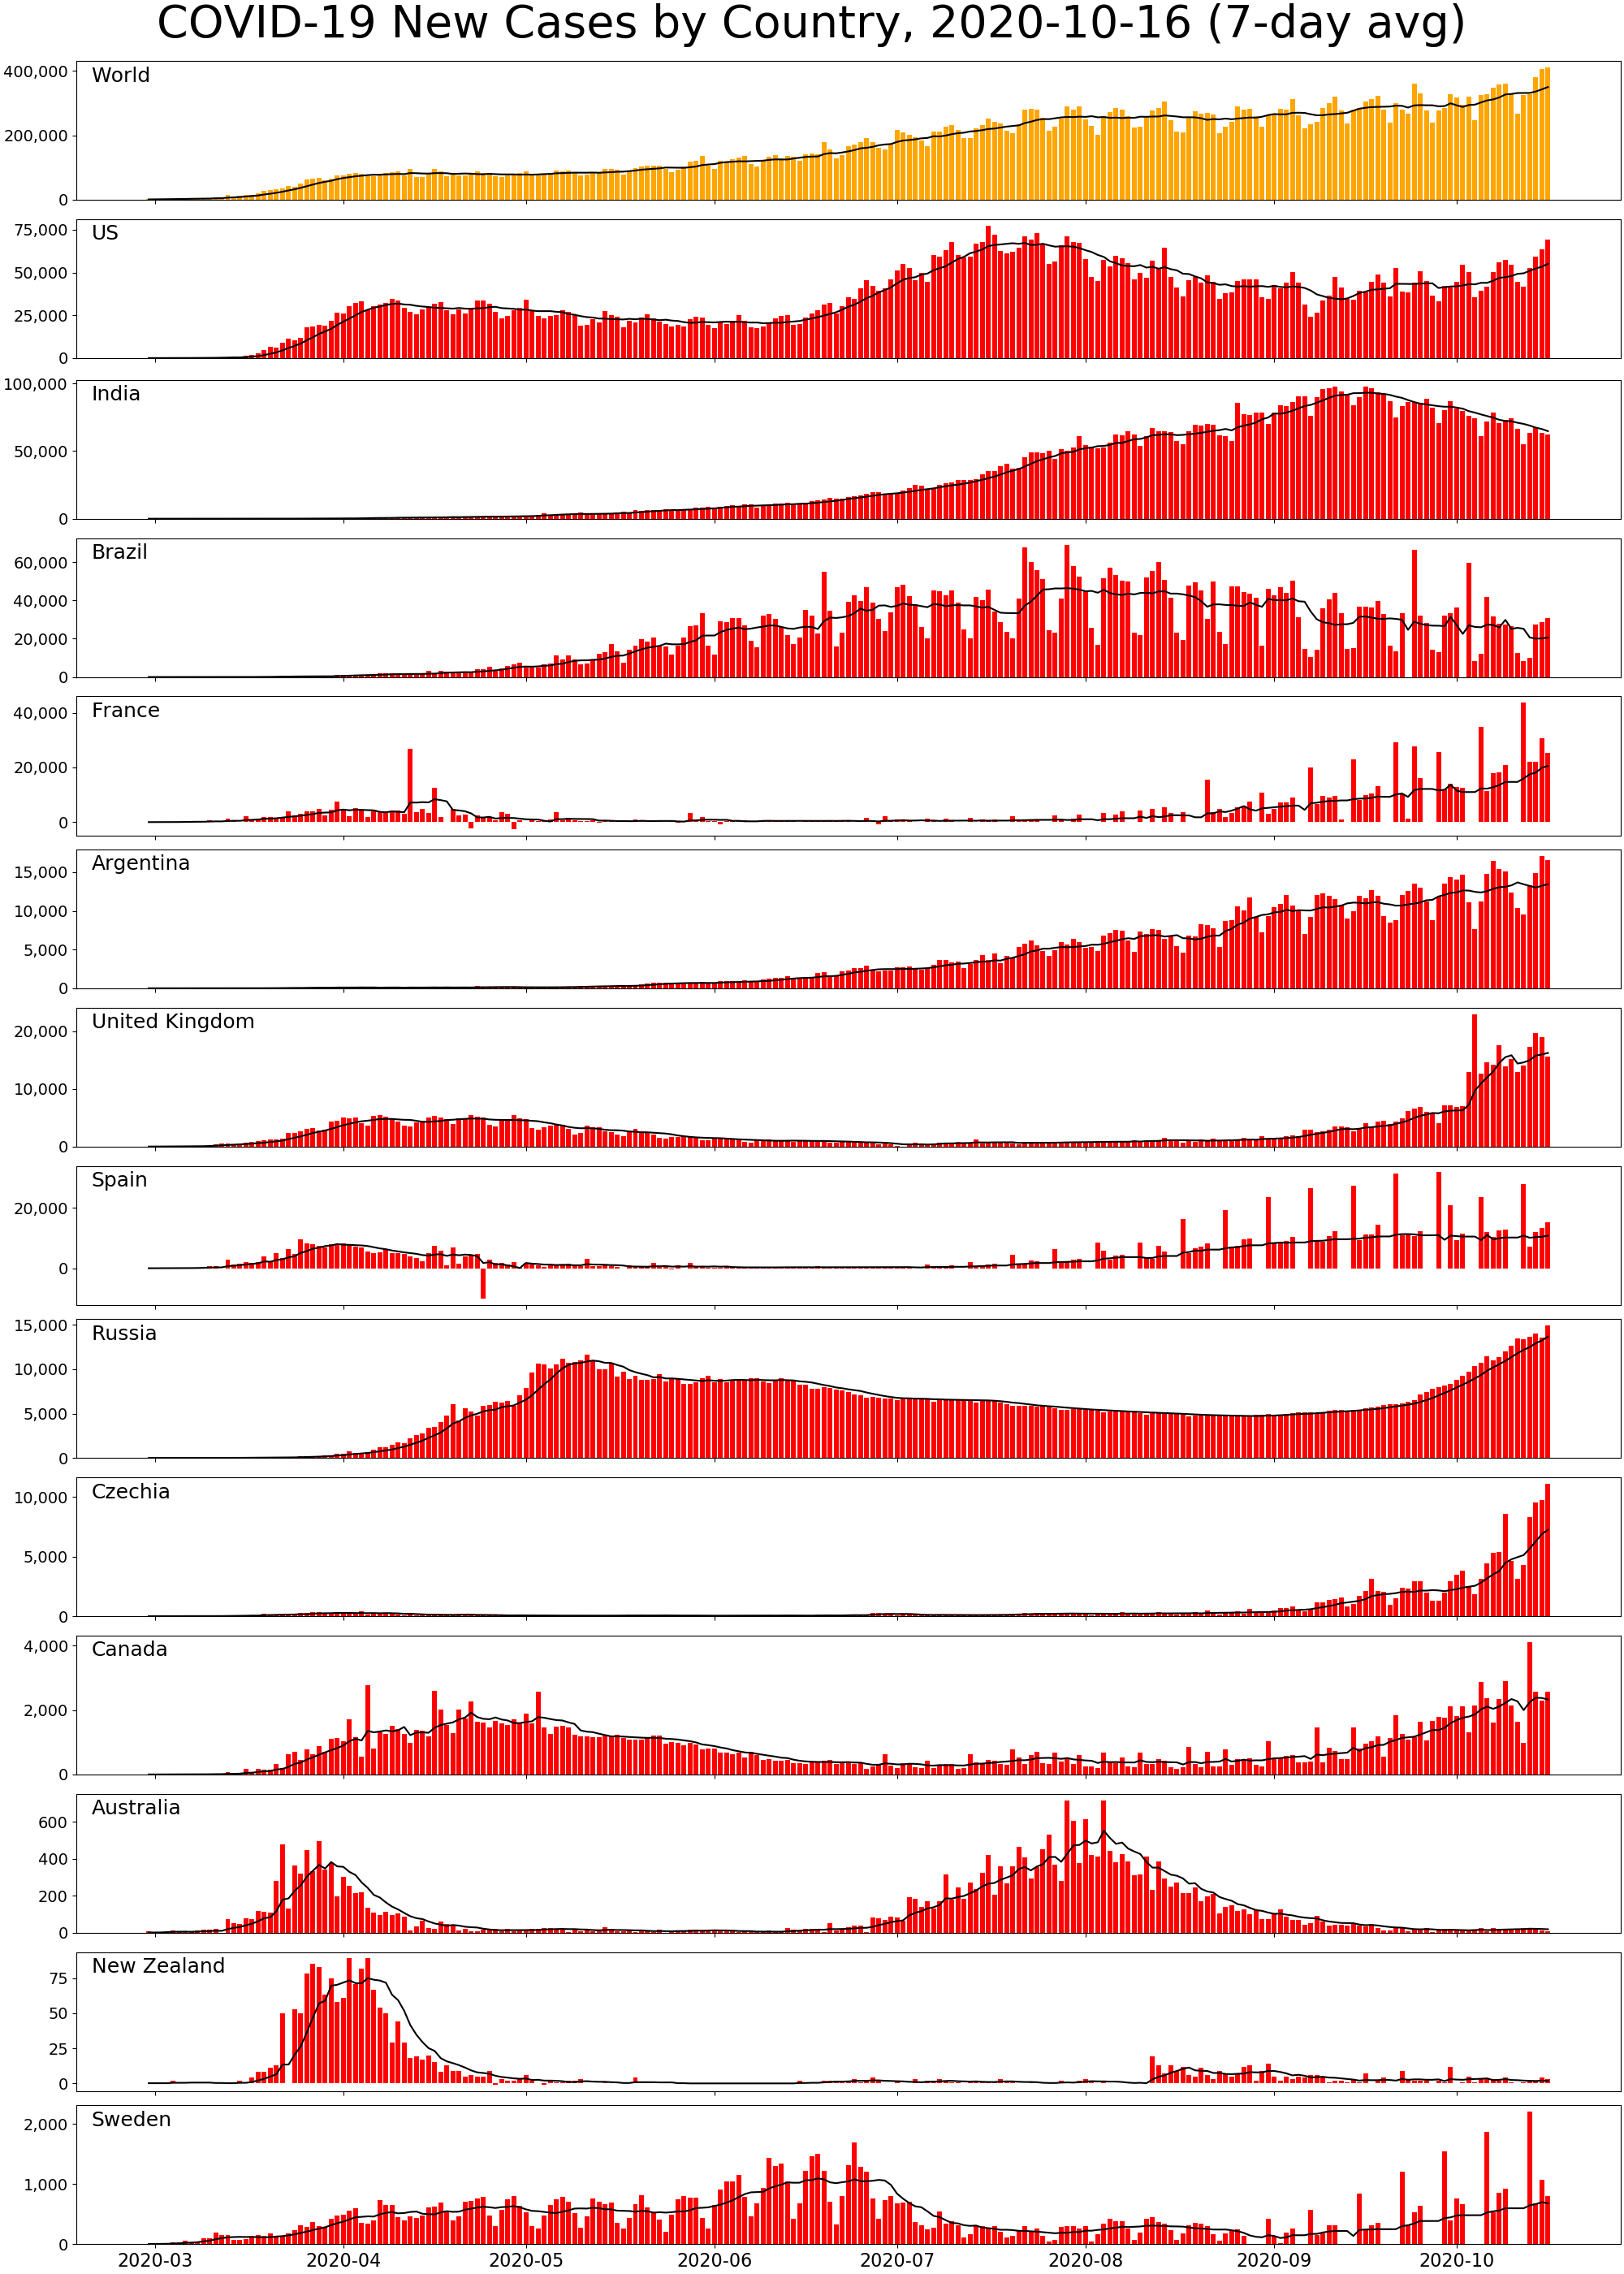 COVID-19 New Cases by Country, 2020-10-16 (7-day avg)
World
400,000
200,000
0
US
75,000
50,000
25,000
0
India
100,000
50,000
0
Brazil
60,000
40,000
20,000
0
France
40,000
20,000
0
Argentina
15,000
10,000
5,000
0
United Kingdom
20,000
10,000
0
Spain
20,000
0
Russia
15,000
10,000
5,000
0
Czechia
10,000
5,000
0
Canada
4,000
2,000
0
Australia
600
400
200
0
New Zealand
75
50
25
0
Sweden
2,000
1,000
0
2020-03 2020-04 2020-05 2020-06 2020-07 2020-08 2020-09 2020-10